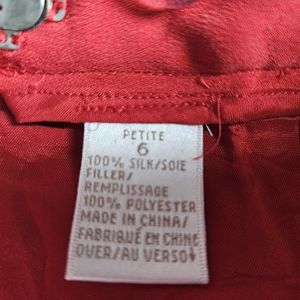 PETITE
6
100% SILK/SOIE
FILLER/
REMPLISSAGE
100% POLYESTER
MADE IN CHINA/
FABRIQUÉ EN CHINE
OVER/AU VERSO